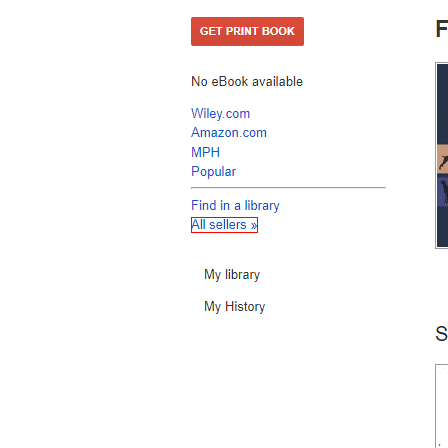 GET PRINT BOOK
F
No eBook available
Wiley.com
Amazon.com
MPH
Popular
Find in a library
All sellers »
My library
My History
S